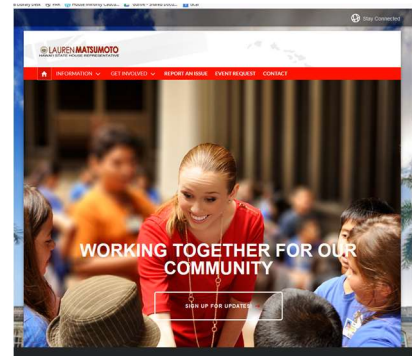 Stay Connected
LAUREN MATSUMOTO
HAWAII STATE HOUSE REPRESENTATIVE
INFORMATION GET INVOLVED REPORT AN ISSUE EVENT REQUEST CONTACT
WORKING TOGETHER FOR OUR
COMMUNITY
SIGN UP FOR UPDATES